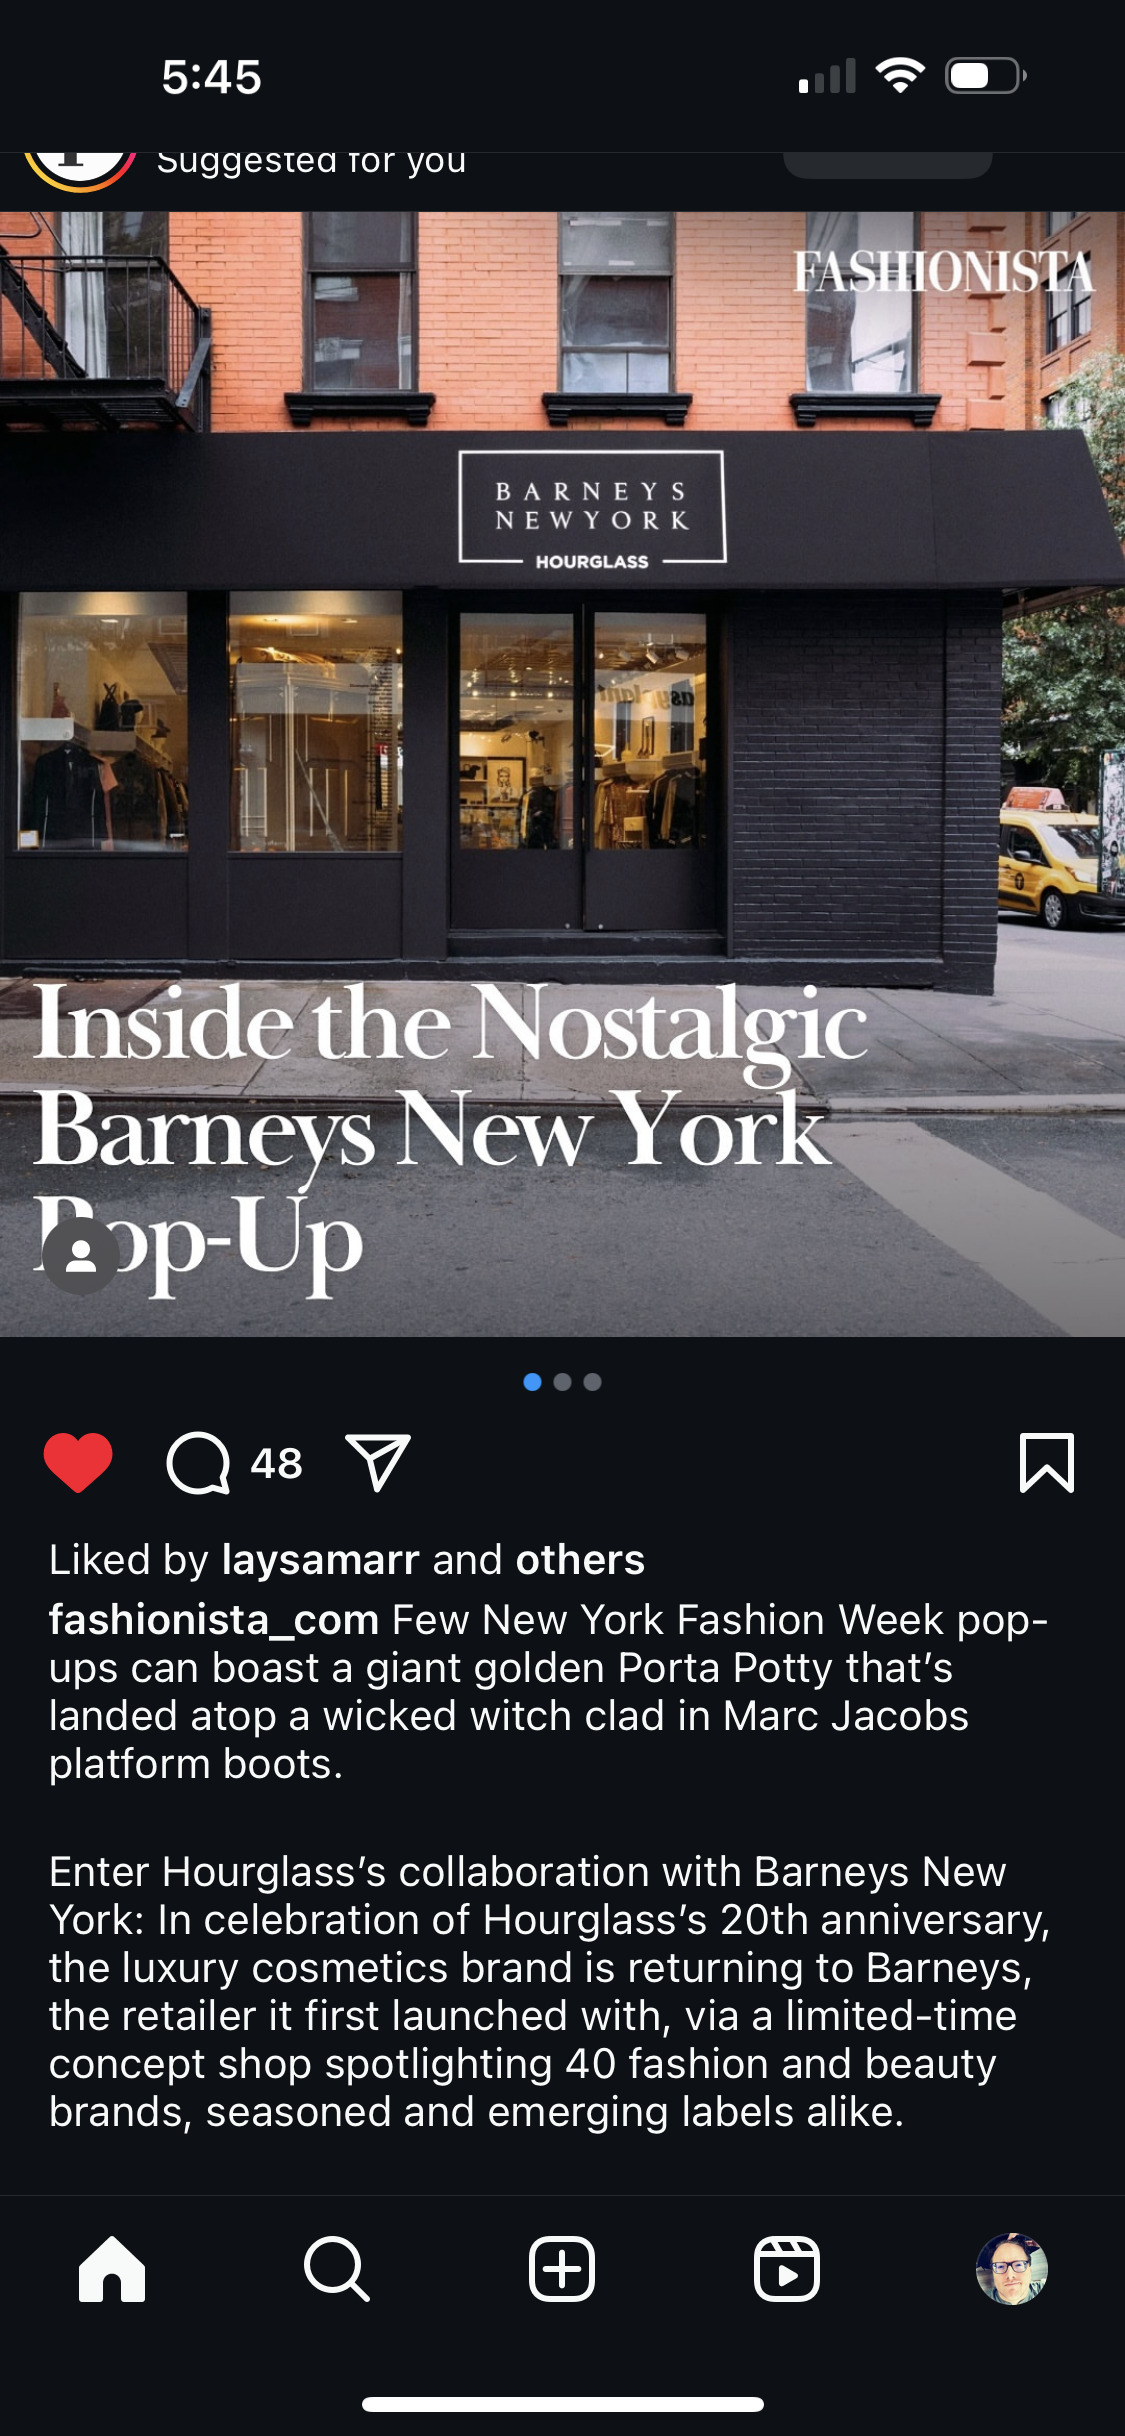 5:45
Suggested for you
FASHIONISTA
BARNEYS
NEWYORK
HOURGLASS
Inside the Nostalgic
Barneys New York
Pop-Up
48
Liked by laysamarr and others
fashionista_com Few New York Fashion Week pop-
ups can boast a giant golden Porta Potty that’s
landed atop a wicked witch clad in Marc Jacobs
platform boots.
Enter Hourglass’s collaboration with Barneys New
York: In celebration of Hourglass’s 20th anniversary,
the luxury cosmetics brand is returning to Barneys,
the retailer it first launched with, via a limited-time
concept shop spotlighting 40 fashion and beauty
brands, seasoned and emerging labels alike.